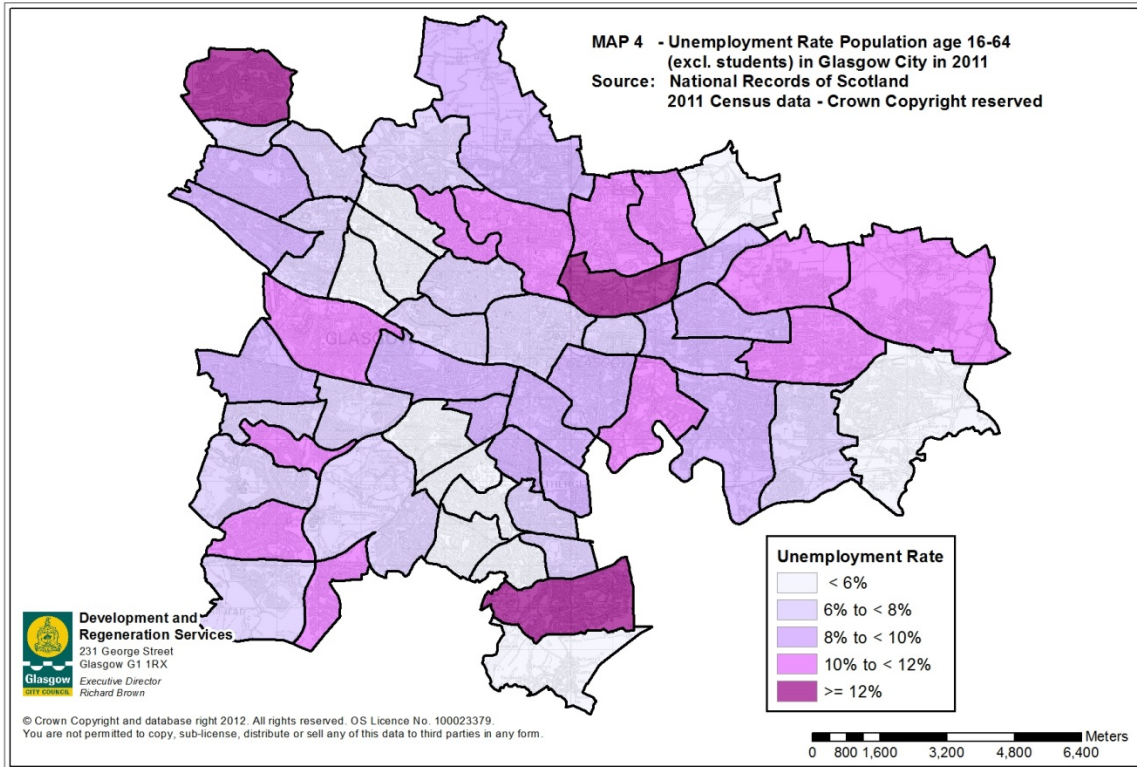 MAP 4 - Unemployment Rate Population age 16-64
(excl. students) in Glasgow City in 2011
Source: National Records of Scotland
2011 Census data - Crown Copyright reserved
Unemployment Rate
< 6%
6% to < 8%
8% to < 10%
10% to < 12%
>= 12%
Development and
Regeneration Services
231 George Street
Glasgow G1 1RX
Executive Director
Richard Brown
Glasgow
CITY COUNCIL
© Crown Copyright and database right 2012. All rights reserved. OS Licence No. 100023379.
You are not permitted to copy, sub-license, distribute or sell any of this data to third parties in any form.
Meters
0 800 1,600 3,200 4,800 6,400